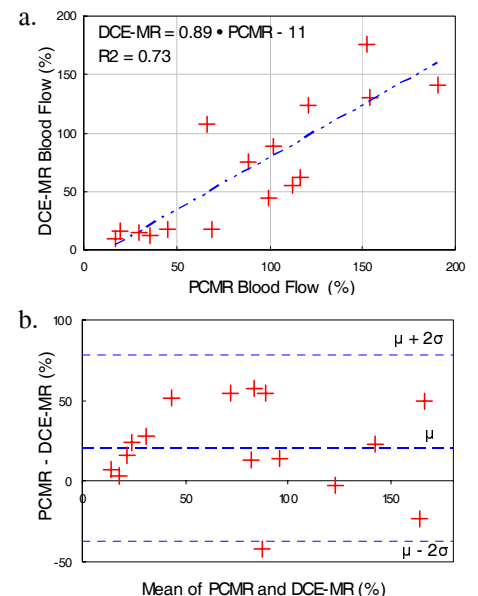 a.
DCE-MR = 0.89 • PCMR - 11
R2 = 0.73
DCE-MR Blood Flow (%)
200
150
100
50
0
0 50 100 150 200
PCMR Blood Flow (%)
b.
PCMR - DCE-MR (%)
100
50
0
-50
0 50 100 150
μ + 2σ
μ
μ - 2σ
Mean of PCMR and DCE-MR (%)